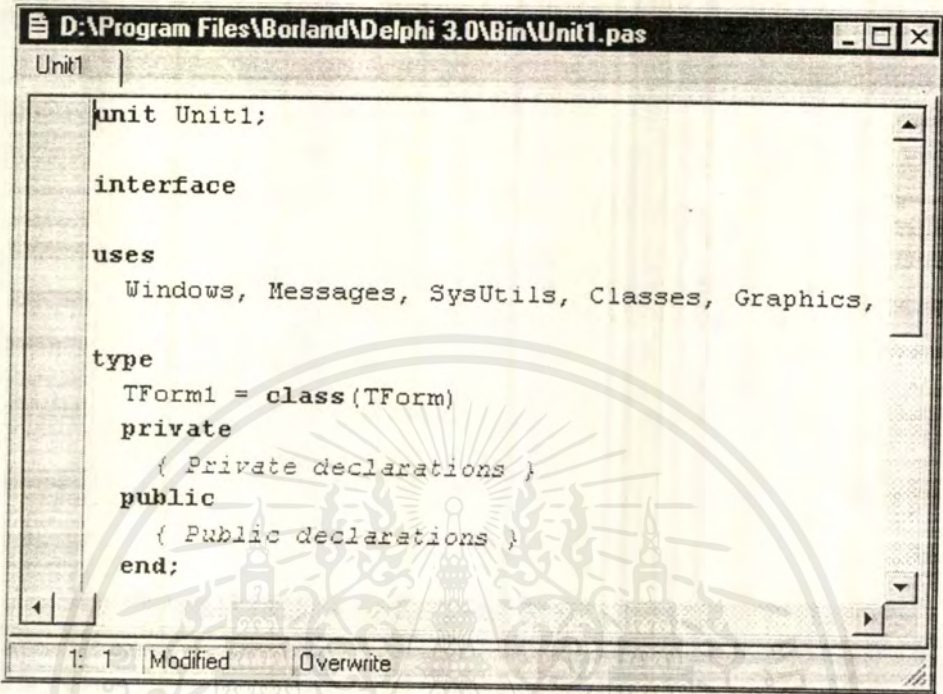 D:\Program Files\Borland\Delphi 3.0\Bin\Unit1.pas
Unit1
unit Unit1;
interface
uses
Windows, Messages, SysUtils, Classes, Graphics,
type
TForm1 = class(TForm)
private
{ Private declarations }
public
{ Public declarations }
end;
1: 1 Modified Overwrite